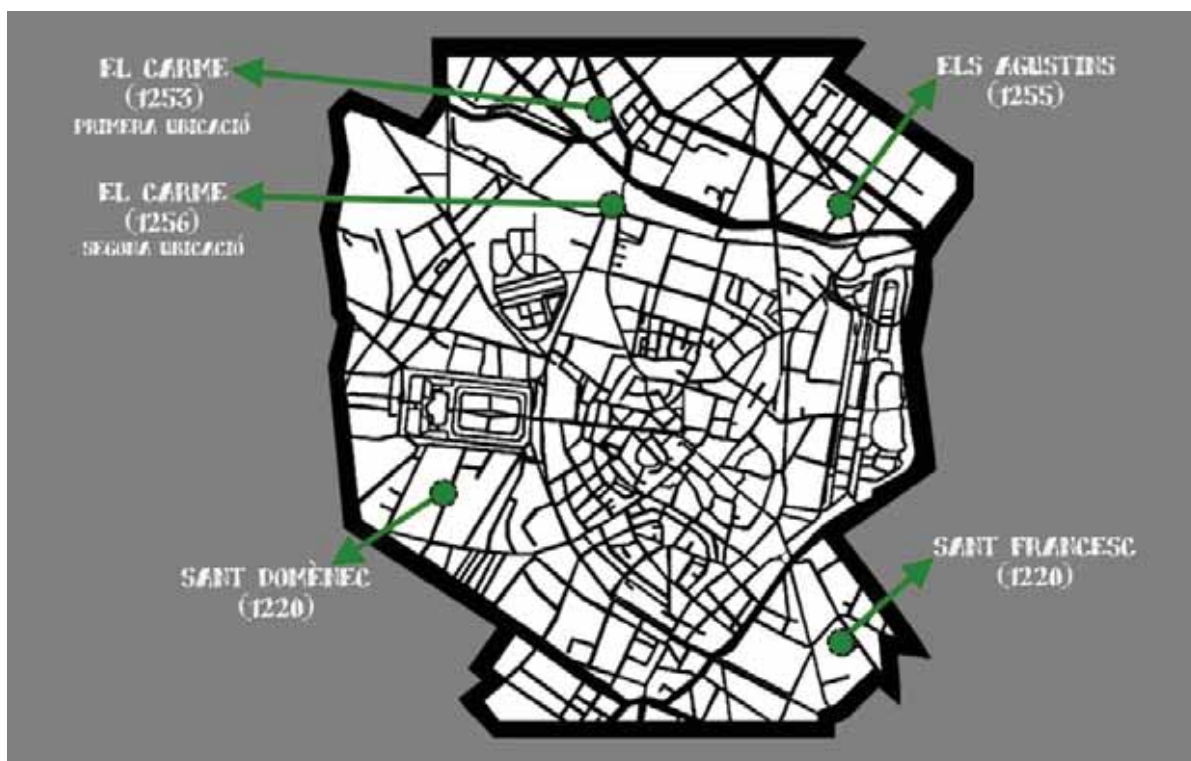 EL CARME
(1253)
PRIMERA UBICACIÓ
ELS AGUSTINS
(1255)
EL CARME
(1256)
SEGONA UBICACIÓ
SANT DOMÈNEC
(1220)
SANT FRANCESC
(1220)